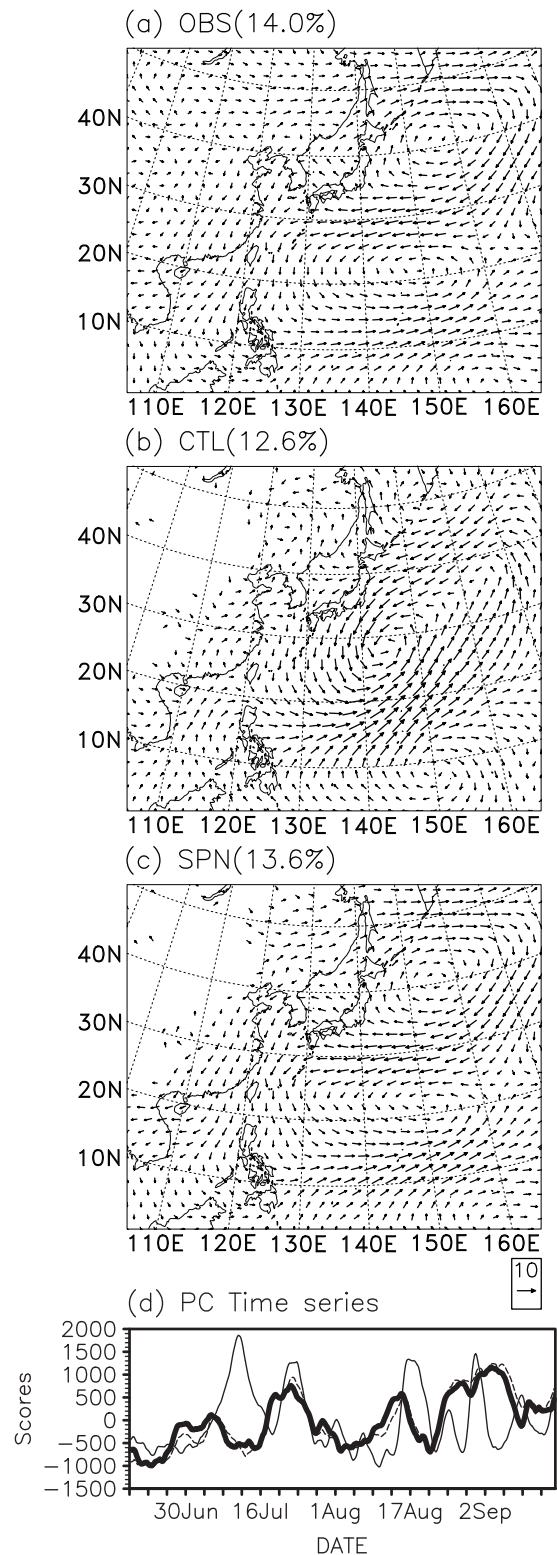 (a) OBS(14.0%)
40N
30N
20N
10N
110E 120E 130E 140E 150E 160E
(b) CTL(12.6%)
40N
30N
20N
10N
110E 120E 130E 140E 150E 160E
(c) SPN(13.6%)
40N
30N
20N
10N
110E 120E 130E 140E 150E 160E
10
(d) PC Time series
2000
1500
1000
500
0
−500
−1000
−1500
Scores
30Jun 16Jul 1Aug 17Aug 2Sep
DATE